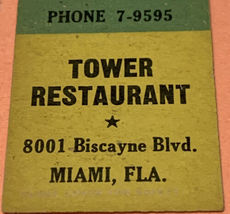 PHONE 7-9595
TOWER
RESTAURANT
★
8001 Biscayne Blvd.
MIAMI, FLA.